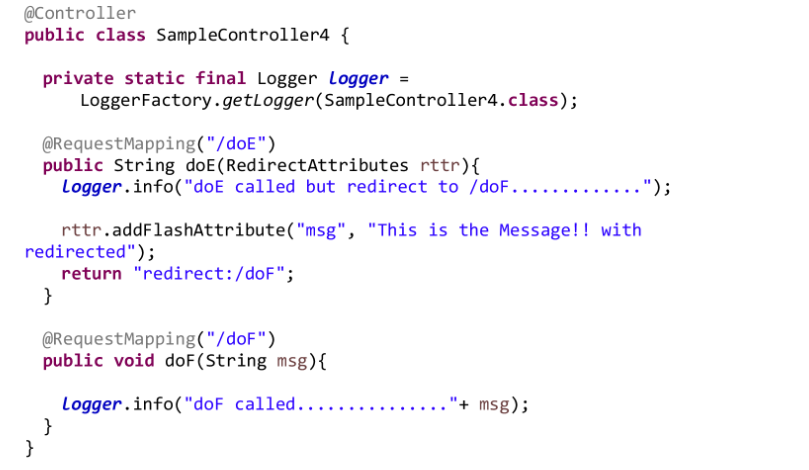 @Controller
public class SampleController4 {
private static final Logger logger =
LoggerFactory.getLogger(SampleController4.class);
@RequestMapping("/doE")
public String doE(RedirectAttributes rttr){
logger.info("doE called but redirect to /doF.............");
rttr.addFlashAttribute("msg", "This is the Message!! with
redirected");
return "redirect:/doF";
}
@RequestMapping("/doF")
public void doF(String msg){
logger.info("doF called..............."+ msg);
}
}